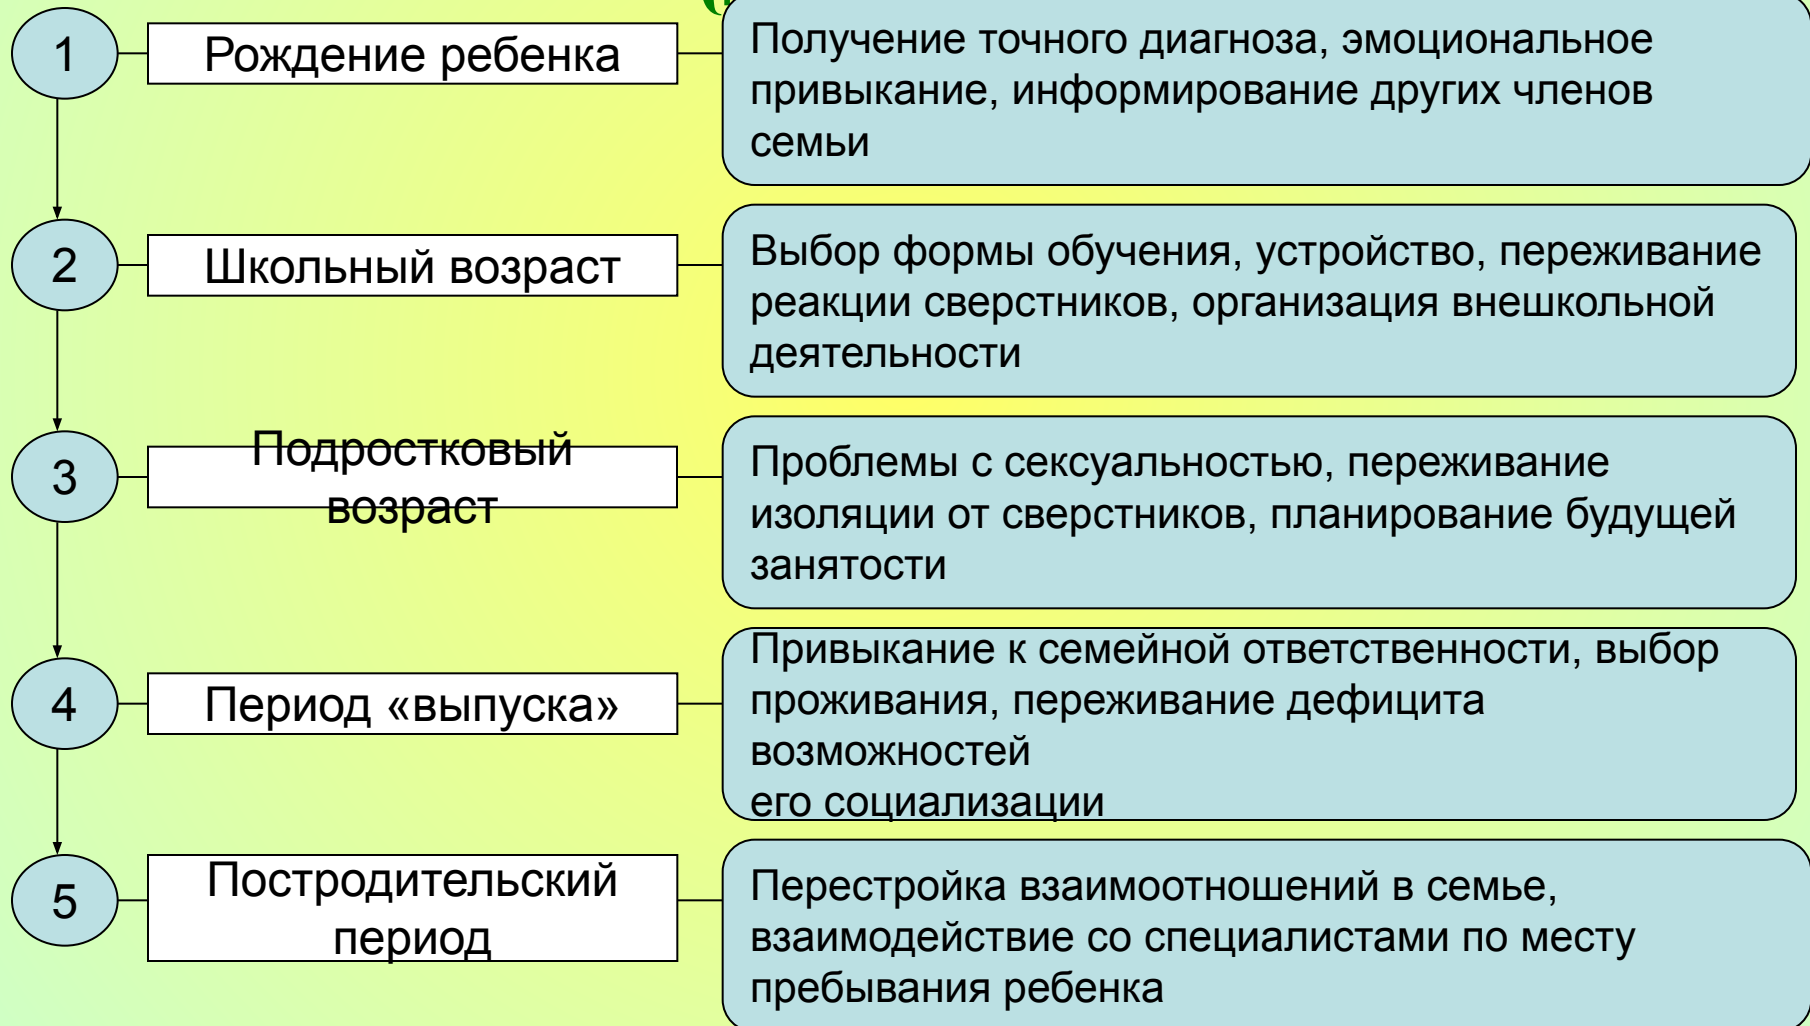 1
Рождение ребенка
Получение точного диагноза, эмоциональное
привыкание, информирование других членов
семьи
2
Школьный возраст
Выбор формы обучения, устройство, переживание
реакции сверстников, организация внешкольной
деятельности
3
Подростковый
возраст
Проблемы с сексуальностью, переживание
изоляции от сверстников, планирование будущей
занятости
4
Период «выпуска»
Привыкание к семейной ответственности, выбор
проживания, переживание дефицита
возможностей
его социализации
5
Постродительский
период
Перестройка взаимоотношений в семье,
взаимодействие со специалистами по месту
пребывания ребенка